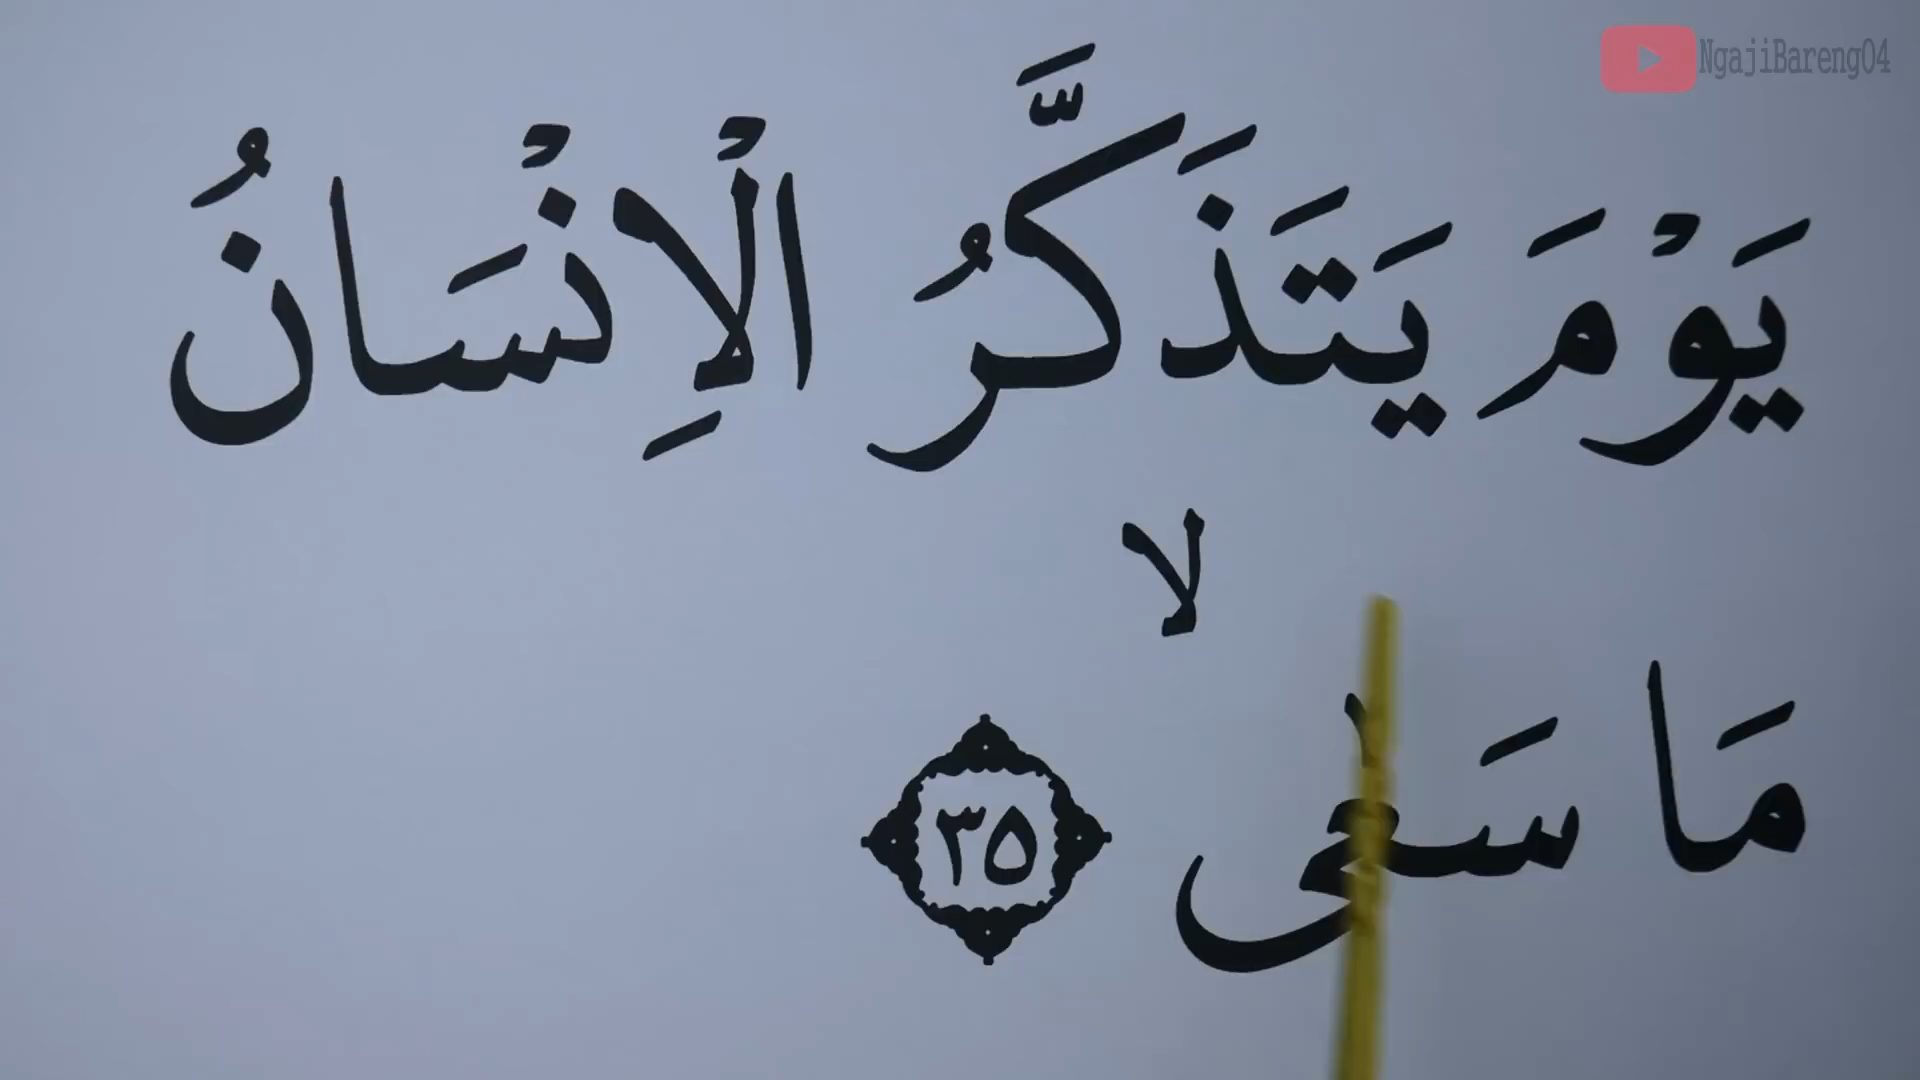 NgajiBareng04
يَوْمَ يَتَذَكَّرُ الْاِنْسَانُ
لا
مَا سَعٰى ٣٥